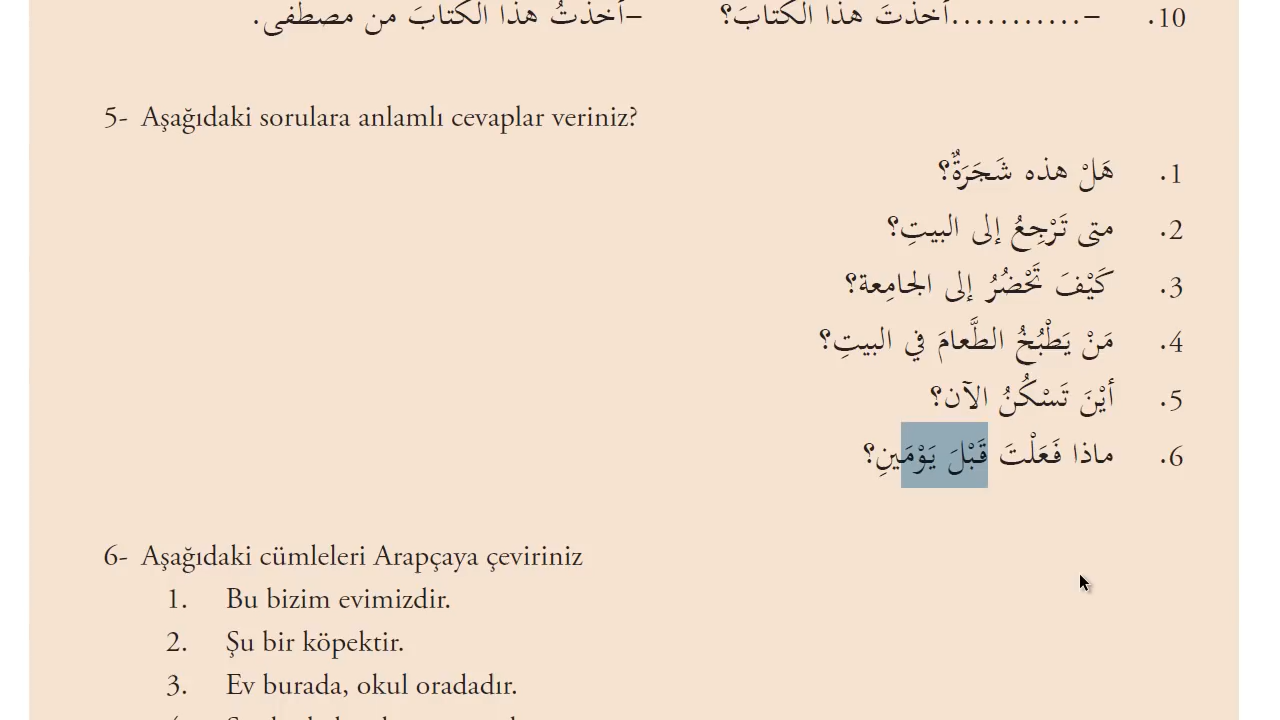 10. –...........أَخَذْتَ هذا الكتابَ؟ –أَخَذْتُ هذا الكتابَ من مصطفى.
5- Aşağıdaki sorulara anlamlı cevaplar veriniz?
1. هَلْ هذه شَجَرَةٌ؟
2. متى تَرْجِعُ إلى البيتِ؟
3. كَيْفَ تَحْضُرُ إلى الجامِعة؟
4. مَنْ يَطْبُخُ الطَّعامَ في البيتِ؟
5. أيْنَ تَسْكُنُ الآن؟
6. ماذا فَعَلْتَ قَبْلَ يَوْمَينِ؟
6- Aşağıdaki cümleleri Arapçaya çeviriniz
1. Bu bizim evimizdir.
2. Şu bir köpektir.
3. Ev burada, okul oradadır.